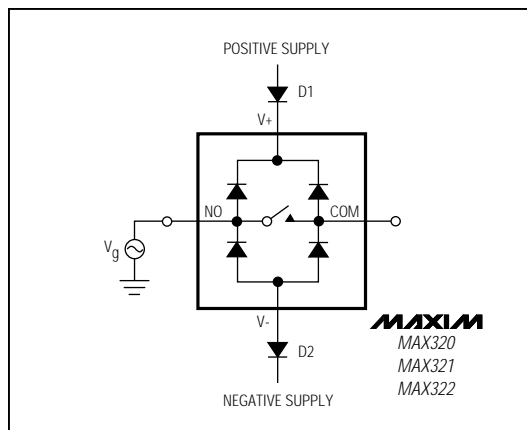 POSITIVE SUPPLY
D1
V+
NO
COM
Vg
V-
MAXIM
MAX320
MAX321
MAX322
D2
NEGATIVE SUPPLY